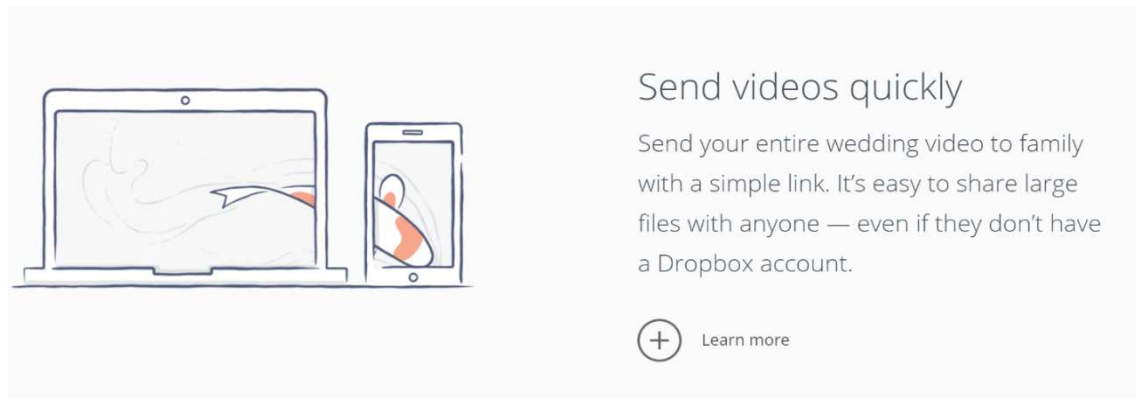 Send videos quickly
Send your entire wedding video to family
with a simple link. It’s easy to share large
files with anyone — even if they don’t have
a Dropbox account.
Learn more